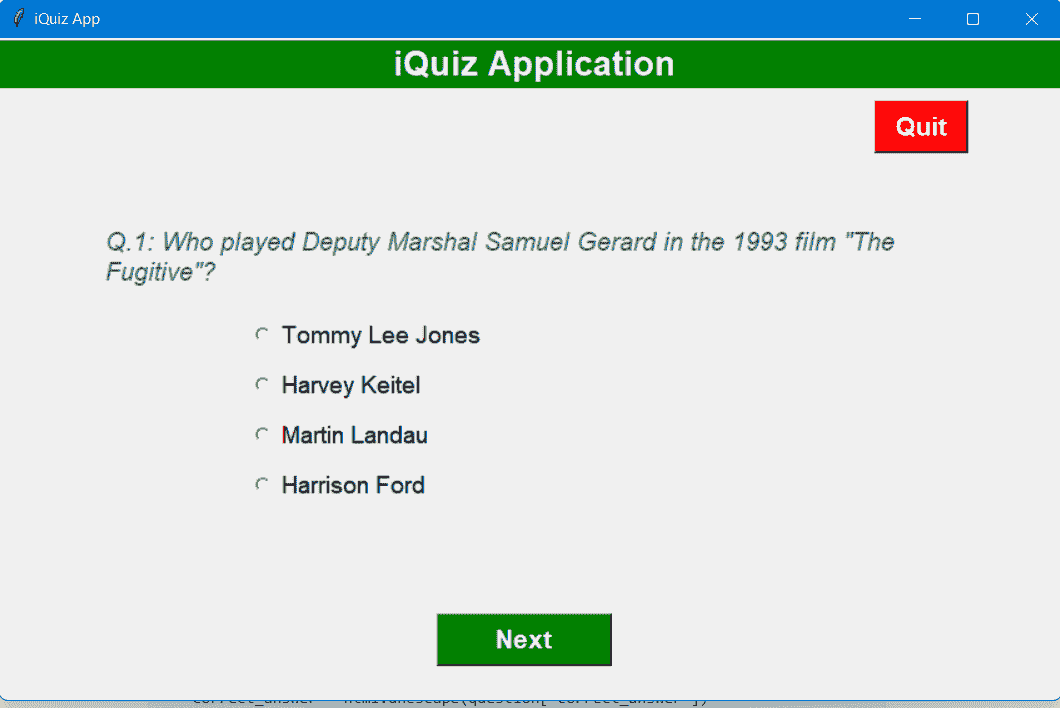 iQuiz App
iQuiz Application
Quit
Q.1: Who played Deputy Marshal Samuel Gerard in the 1993 film "The
Fugitive"?
Tommy Lee Jones
Harvey Keitel
Martin Landau
Harrison Ford
Next